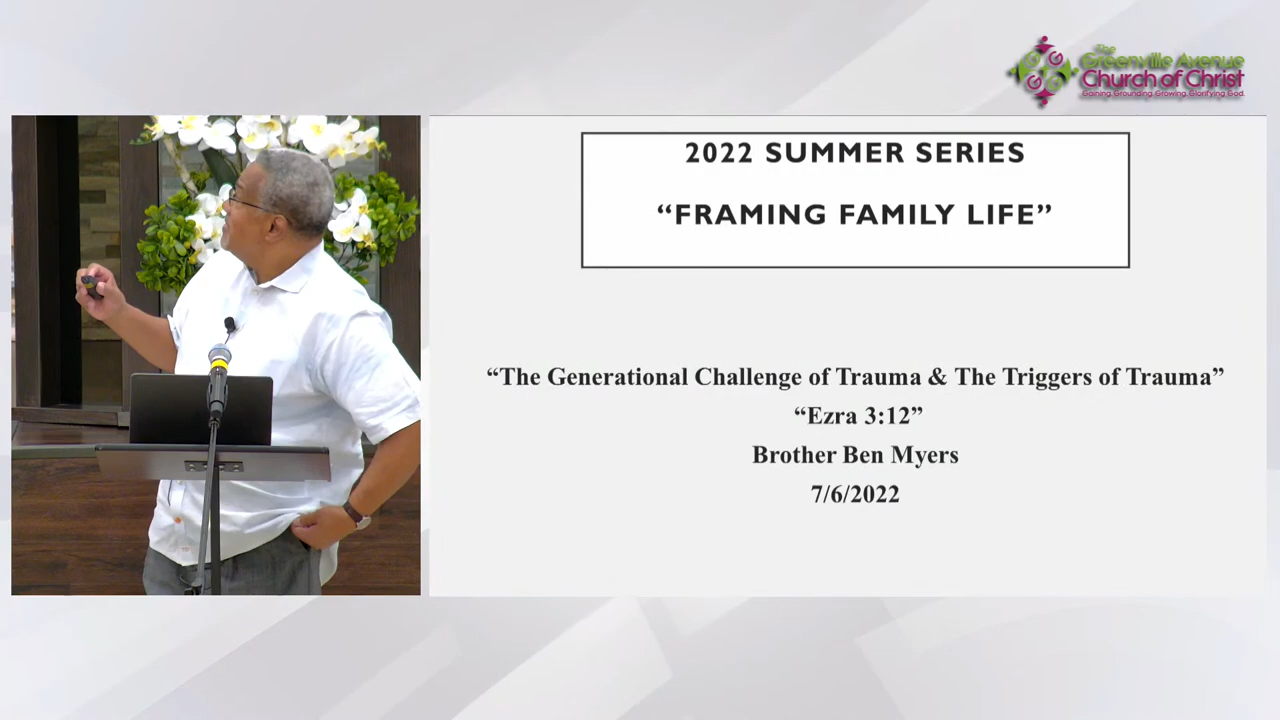 The
Greenville Avenue
Church of Christ
Gaining. Grounding. Growing. Glorifying God.
2022 SUMMER SERIES
“FRAMING FAMILY LIFE”
“The Generational Challenge of Trauma & The Triggers of Trauma”
“Ezra 3:12”
Brother Ben Myers
7/6/2022